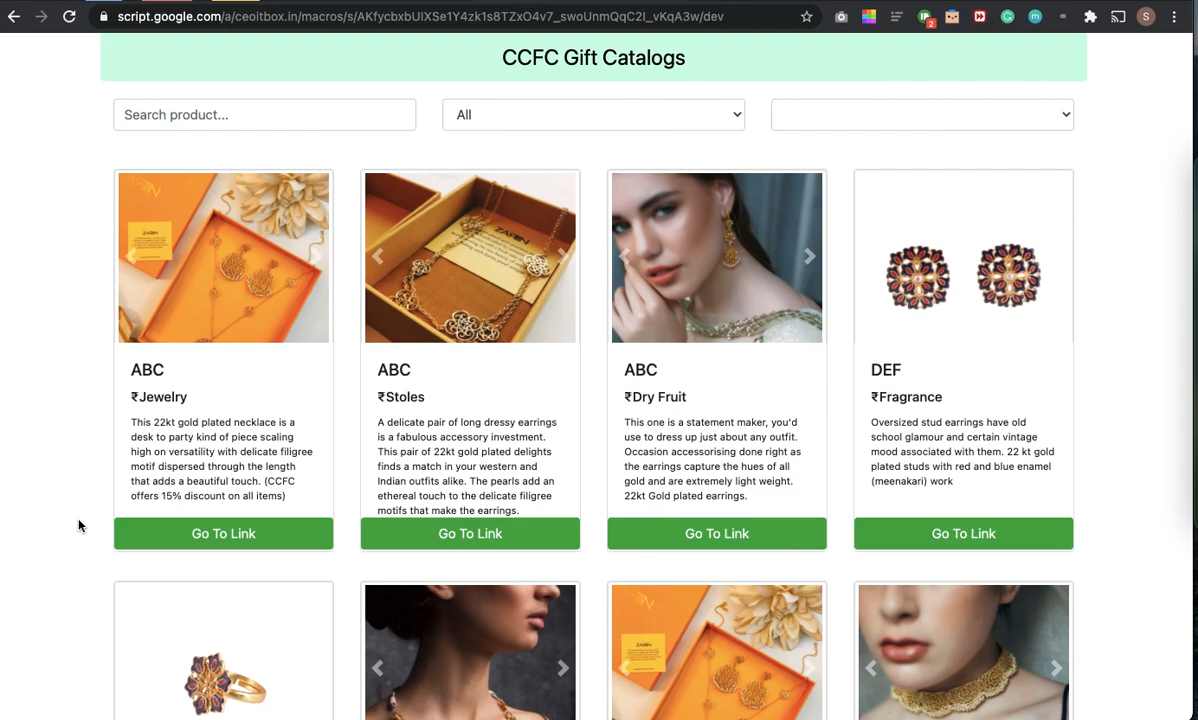 script.google.com/a/ceoitbox.in/macros/s/AKfycbxbUlXSe1Y4zk1s8TZxO4v7_swoUnmQqC2I_vKqA3w/dev
2
S
CCFC Gift Catalogs
Search product...
All
ZARIIN
ABC
₹Jewelry
This 22kt gold plated necklace is a
desk to party kind of piece scaling
high on versatility with delicate filigree
motif dispersed through the length
that adds a beautiful touch. (CCFC
offers 15% discount on all items)
Go To Link
ABC
₹Stoles
A delicate pair of long dressy earrings
is a fabulous accessory investment.
This pair of 22kt gold plated delights
finds a match in your western and
Indian outfits alike. The pearls add an
ethereal touch to the delicate filigree
motifs that make the earrings.
Go To Link
ABC
₹Dry Fruit
This one is a statement maker, you'd
use to dress up just about any outfit.
Occasion accessorising done right as
the earrings capture the hues of all
gold and are extremely light weight.
22kt Gold plated earrings.
Go To Link
DEF
₹Fragrance
Oversized stud earrings have old
school glamour and certain vintage
mood associated with them. 22 kt gold
plated studs with red and blue enamel
(meenakari) work
Go To Link